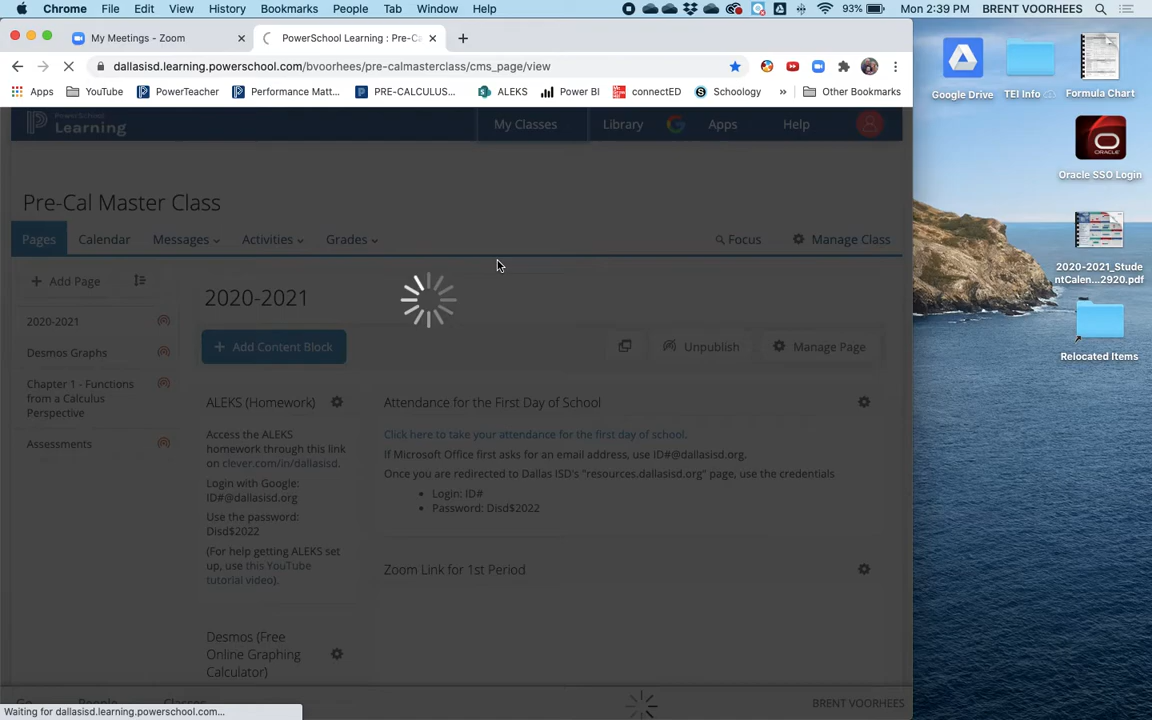 Chrome File Edit View History Bookmarks People Tab Window Help 93% Mon 2:39 PM BRENT VOORHEES
My Meetings - Zoom PowerSchool Learning : Pre-Ca
dallasisd.learning.powerschool.com/bvoorhees/pre-calmasterclass/cms_page/view
Apps YouTube PowerTeacher Performance Matt... PRE-CALCULUS... ALEKS Power BI connectED Schoology » Other Bookmarks
PowerSchool
Learning
My Classes Library Apps Help
Pre-Cal Master Class
Pages Calendar Messages Activities Grades Focus Manage Class
Add Page
2020-2021
Desmos Graphs
Chapter 1 - Functions
from a Calculus
Perspective
Assessments
2020-2021
Add Content Block Unpublish Manage Page
ALEKS (Homework)
Access the ALEKS
homework through this link
on clever.com/in/dallasisd.
Login with Google:
ID#@dallasisd.org
Use the password:
Disd$2022
(For help getting ALEKS set
up, use this YouTube
tutorial video).
Desmos (Free
Online Graphing
Calculator)
Attendance for the First Day of School
Click here to take your attendance for the first day of school.
If Microsoft Office first asks for an email address, use ID#@dallasisd.org.
Once you are redirected to Dallas ISD's "resources.dallasisd.org" page, use the credentials
• Login: ID#
• Password: Disd$2022
Zoom Link for 1st Period
Go People Classes BRENT VOORHEES
Waiting for dallasisd.learning.powerschool.com...
Google Drive
TEI Info
Formula Chart
ORACLE
Oracle SSO Login
2020-2021_Stude
ntCalen...2920.pdf
Relocated Items